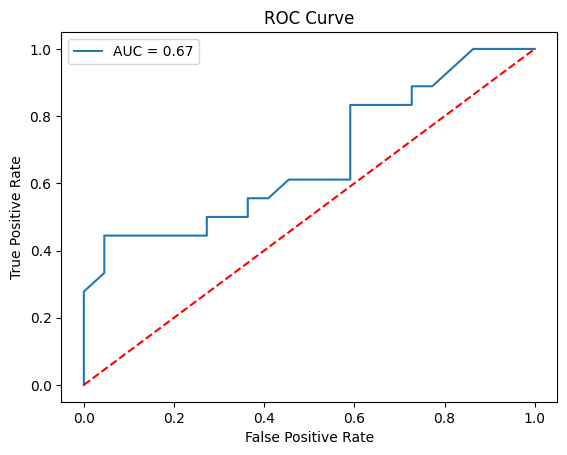 ROC Curve
AUC = 0.67
1.0
0.8
0.6
0.4
0.2
0.0
True Positive Rate
0.0 0.2 0.4 0.6 0.8 1.0
False Positive Rate